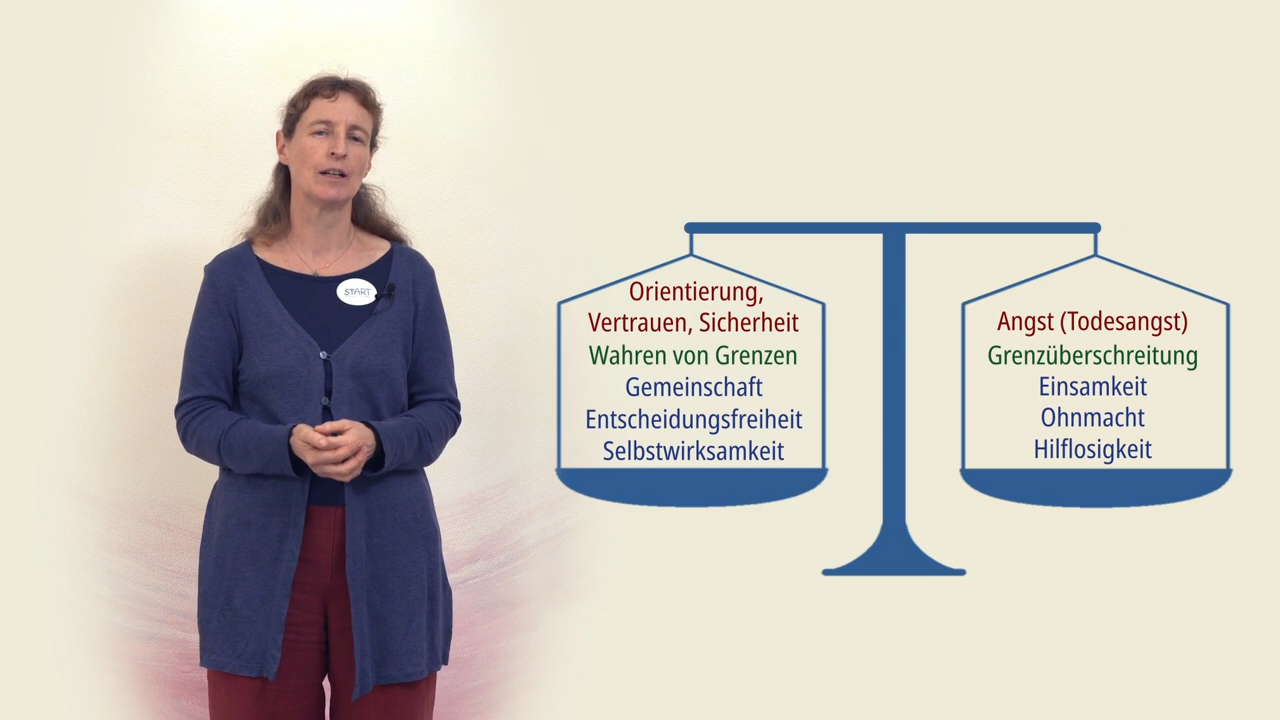 START
Orientierung,
Vertrauen, Sicherheit
Wahren von Grenzen
Gemeinschaft
Entscheidungsfreiheit
Selbstwirksamkeit
Angst (Todesangst)
Grenzüberschreitung
Einsamkeit
Ohnmacht
Hilflosigkeit